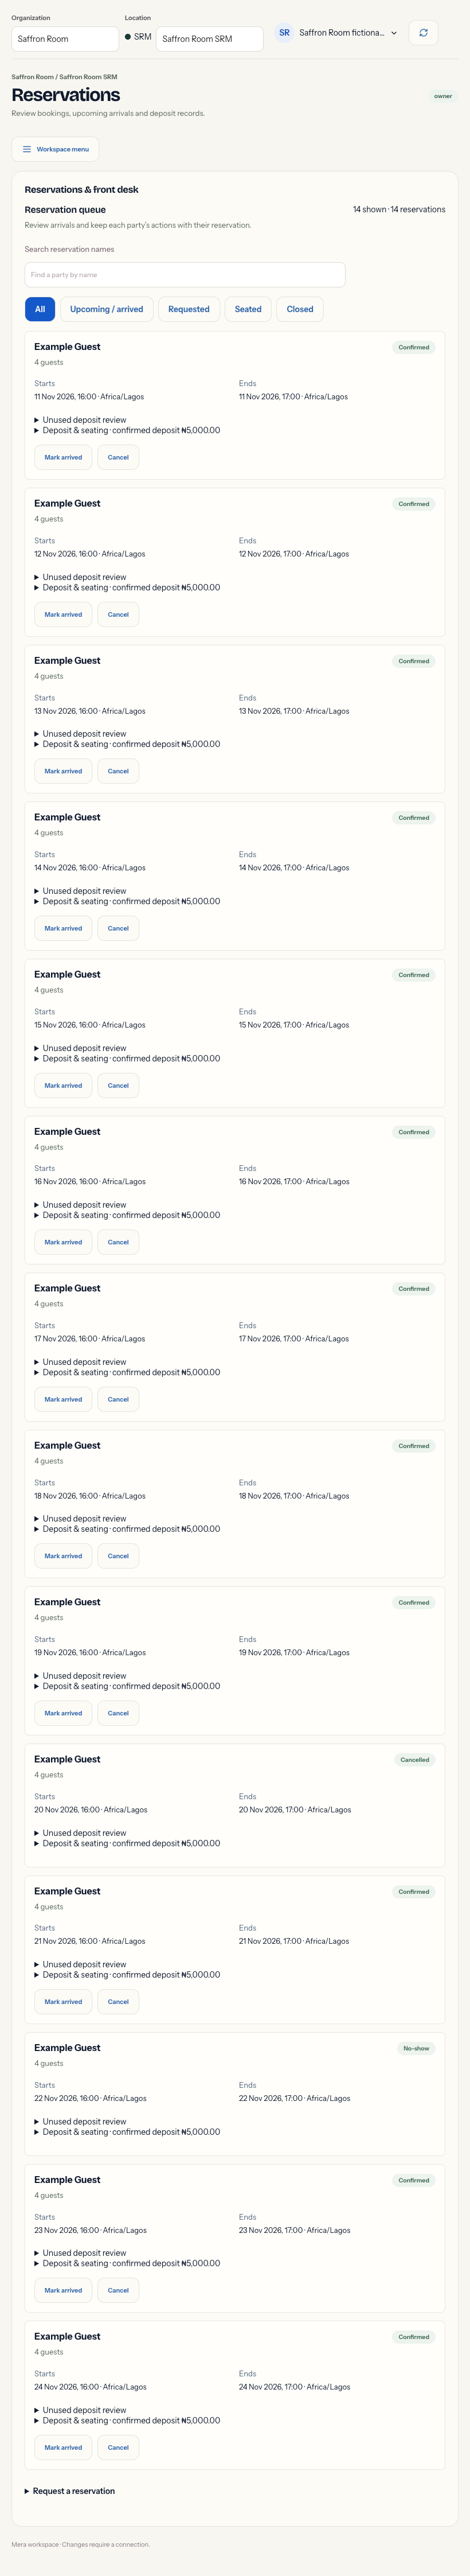 Organization
Location
Saffron Room
SRM
Saffron Room SRM
SR
Saffron Room fictiona...
Saffron Room / Saffron Room SRM
Reservations
owner
Review bookings, upcoming arrivals and deposit records.
Workspace menu
Reservations & front desk
Reservation queue
14 shown · 14 reservations
Review arrivals and keep each party's actions with their reservation.
Search reservation names
Find a party by name
All
Upcoming / arrived
Requested
Seated
Closed
Example Guest
Confirmed
4 guests
Starts
Ends
11 Nov 2026, 16:00 · Africa/Lagos
11 Nov 2026, 17:00 · Africa/Lagos
Unused deposit review
Deposit & seating · confirmed deposit ₦5,000.00
Mark arrived
Cancel
Example Guest
Confirmed
4 guests
Starts
Ends
12 Nov 2026, 16:00 · Africa/Lagos
12 Nov 2026, 17:00 · Africa/Lagos
Unused deposit review
Deposit & seating · confirmed deposit ₦5,000.00
Mark arrived
Cancel
Example Guest
Confirmed
4 guests
Starts
Ends
13 Nov 2026, 16:00 · Africa/Lagos
13 Nov 2026, 17:00 · Africa/Lagos
Unused deposit review
Deposit & seating · confirmed deposit ₦5,000.00
Mark arrived
Cancel
Example Guest
Confirmed
4 guests
Starts
Ends
14 Nov 2026, 16:00 · Africa/Lagos
14 Nov 2026, 17:00 · Africa/Lagos
Unused deposit review
Deposit & seating · confirmed deposit ₦5,000.00
Mark arrived
Cancel
Example Guest
Confirmed
4 guests
Starts
Ends
15 Nov 2026, 16:00 · Africa/Lagos
15 Nov 2026, 17:00 · Africa/Lagos
Unused deposit review
Deposit & seating · confirmed deposit ₦5,000.00
Mark arrived
Cancel
Example Guest
Confirmed
4 guests
Starts
Ends
16 Nov 2026, 16:00 · Africa/Lagos
16 Nov 2026, 17:00 · Africa/Lagos
Unused deposit review
Deposit & seating · confirmed deposit ₦5,000.00
Mark arrived
Cancel
Example Guest
Confirmed
4 guests
Starts
Ends
17 Nov 2026, 16:00 · Africa/Lagos
17 Nov 2026, 17:00 · Africa/Lagos
Unused deposit review
Deposit & seating · confirmed deposit ₦5,000.00
Mark arrived
Cancel
Example Guest
Confirmed
4 guests
Starts
Ends
18 Nov 2026, 16:00 · Africa/Lagos
18 Nov 2026, 17:00 · Africa/Lagos
Unused deposit review
Deposit & seating · confirmed deposit ₦5,000.00
Mark arrived
Cancel
Example Guest
Confirmed
4 guests
Starts
Ends
19 Nov 2026, 16:00 · Africa/Lagos
19 Nov 2026, 17:00 · Africa/Lagos
Unused deposit review
Deposit & seating · confirmed deposit ₦5,000.00
Mark arrived
Cancel
Example Guest
Cancelled
4 guests
Starts
Ends
20 Nov 2026, 16:00 · Africa/Lagos
20 Nov 2026, 17:00 · Africa/Lagos
Unused deposit review
Deposit & seating · confirmed deposit ₦5,000.00
Example Guest
Confirmed
4 guests
Starts
Ends
21 Nov 2026, 16:00 · Africa/Lagos
21 Nov 2026, 17:00 · Africa/Lagos
Unused deposit review
Deposit & seating · confirmed deposit ₦5,000.00
Mark arrived
Cancel
Example Guest
No-show
4 guests
Starts
Ends
22 Nov 2026, 16:00 · Africa/Lagos
22 Nov 2026, 17:00 · Africa/Lagos
Unused deposit review
Deposit & seating · confirmed deposit ₦5,000.00
Example Guest
Confirmed
4 guests
Starts
Ends
23 Nov 2026, 16:00 · Africa/Lagos
23 Nov 2026, 17:00 · Africa/Lagos
Unused deposit review
Deposit & seating · confirmed deposit ₦5,000.00
Mark arrived
Cancel
Example Guest
Confirmed
4 guests
Starts
Ends
24 Nov 2026, 16:00 · Africa/Lagos
24 Nov 2026, 17:00 · Africa/Lagos
Unused deposit review
Deposit & seating · confirmed deposit ₦5,000.00
Mark arrived
Cancel
Request a reservation
Mera workspace · Changes require a connection.